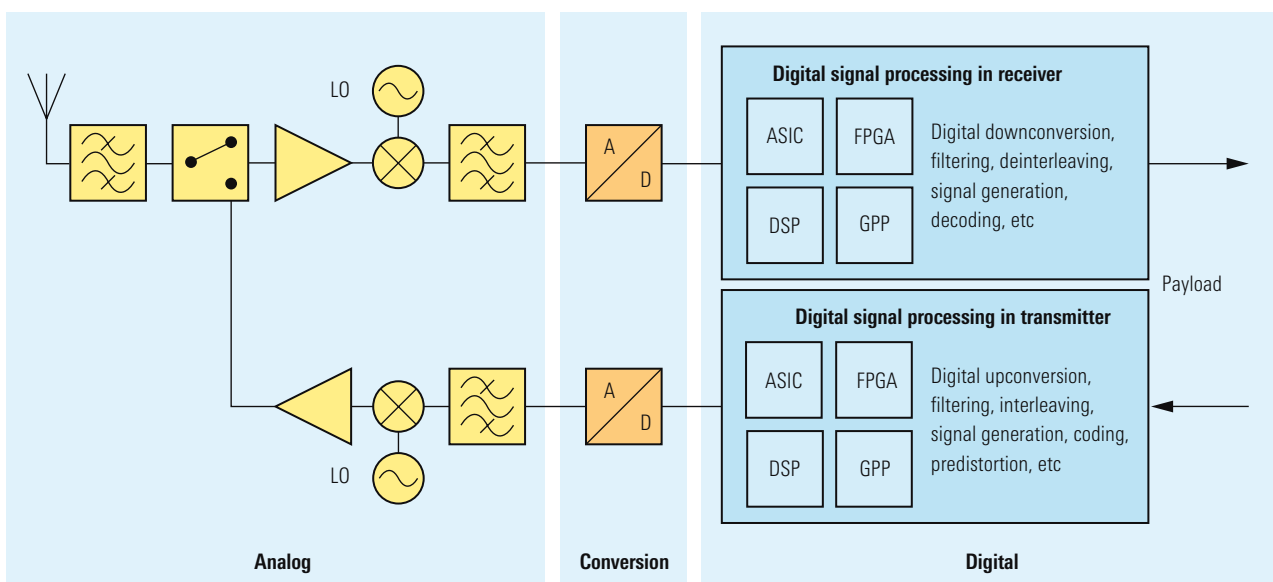 LO
A
D
Digital signal processing in receiver
ASIC
FPGA
DSP
GPP
Digital downconversion,
filtering, deinterleaving,
signal generation,
decoding, etc
Payload
LO
A
D
Digital signal processing in transmitter
ASIC
FPGA
DSP
GPP
Digital upconversion,
filtering, interleaving,
signal generation, coding,
predistortion, etc
Analog
Conversion
Digital